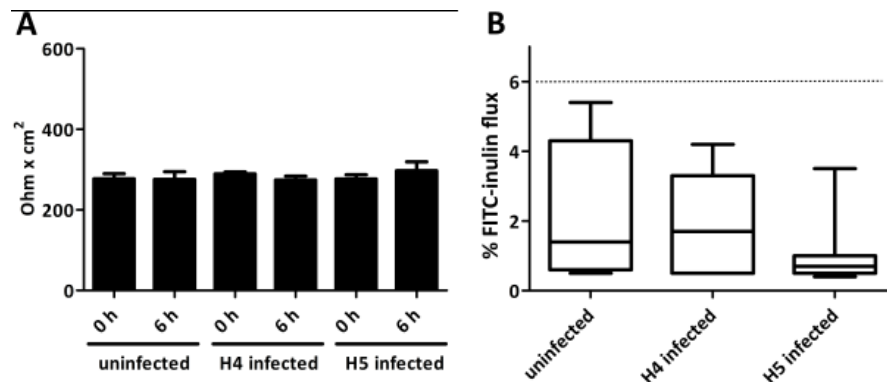 A
600
400
200
0
Ohm x cm²
0 h
6 h
0 h
6 h
0 h
6 h
uninfected
H4 infected
H5 infected
B
6
4
2
0
% FITC-inulin flux
uninfected
H4 infected
H5 infected